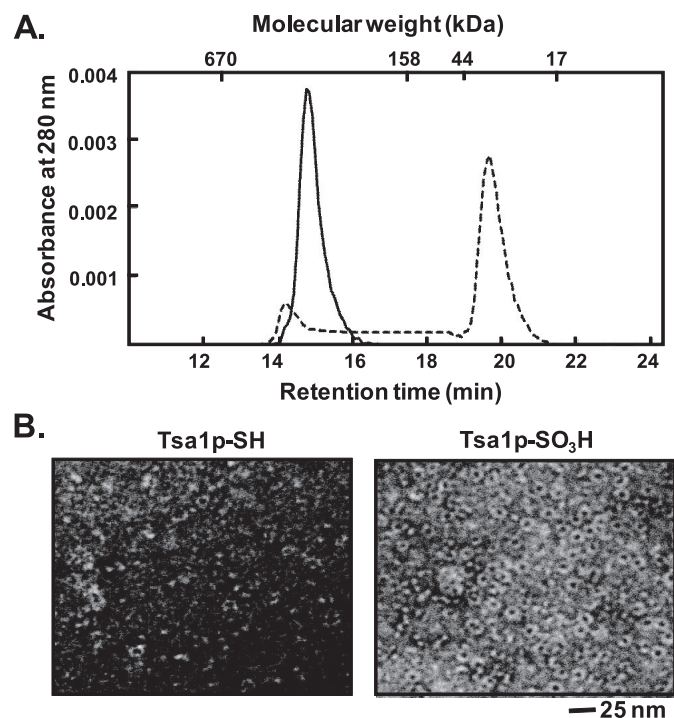 A.
Molecular weight (kDa)
670 158 44 17
Absorbance at 280 nm
0.004
0.003
0.002
0.001
12 14 16 18 20 22 24
Retention time (min)
B.
Tsa1p-SH Tsa1p-SO₃H
25 nm